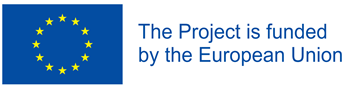 The Project is funded
by the European Union